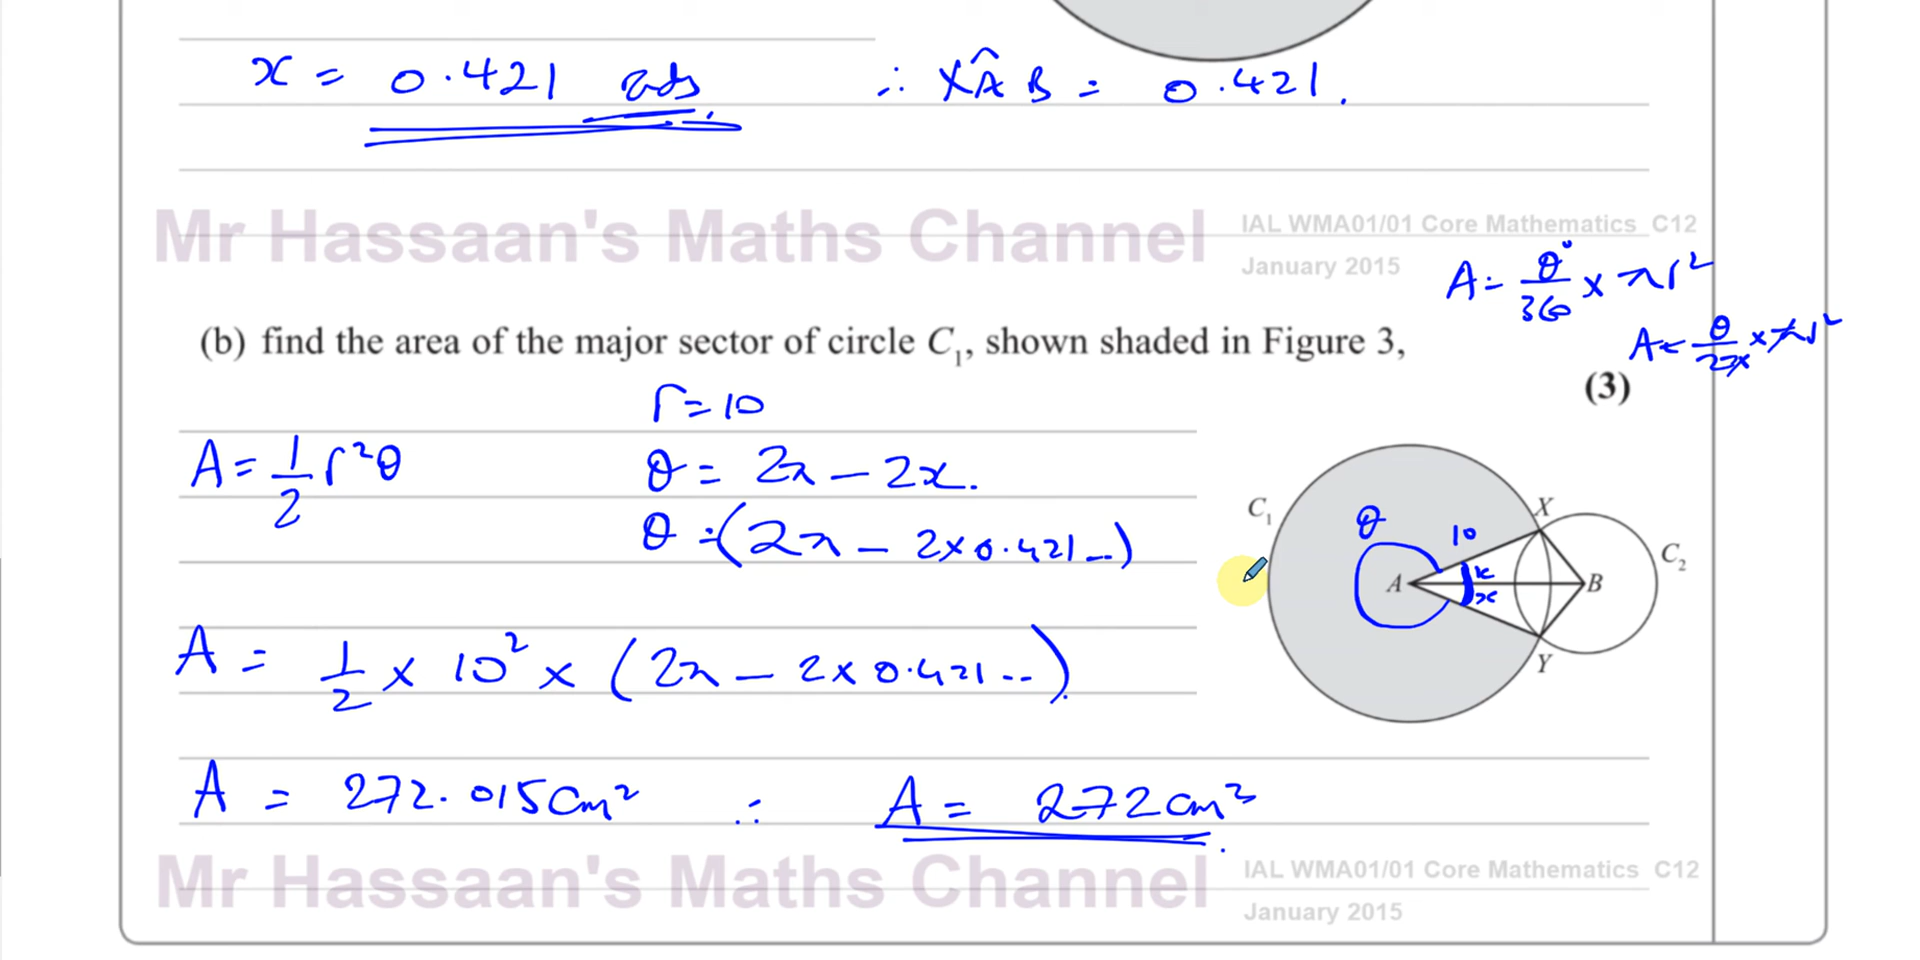 x = 0.421 rads. ∴ XÂB = 0.421.
Mr Hassaan's Maths Channel
IAL WMA01/01 Core Mathematics C12
January 2015
A = θ°/360 × πr²
(b) find the area of the major sector of circle C₁, shown shaded in Figure 3,
A = θ/2π × πr²
(3)
r = 10
A = 1/2 r²θ
θ = 2π − 2x.
θ = (2π − 2×0.421...)
C₁
θ
10
X
C₂
A
x
x
B
Y
A = 1/2 × 10² × (2π − 2×0.421..).
A = 272.015cm² ∴ A = 272cm².
Mr Hassaan's Maths Channel
IAL WMA01/01 Core Mathematics C12
January 2015